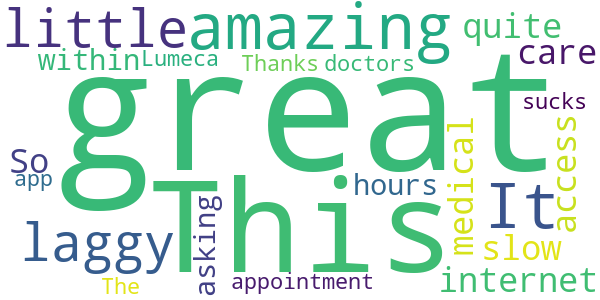 little amazing quite
within Lumeca Thanks doctors care
great
sucks
So
app
hours
medical
access
This It
laggy
asking
slow
The
appointment
internet